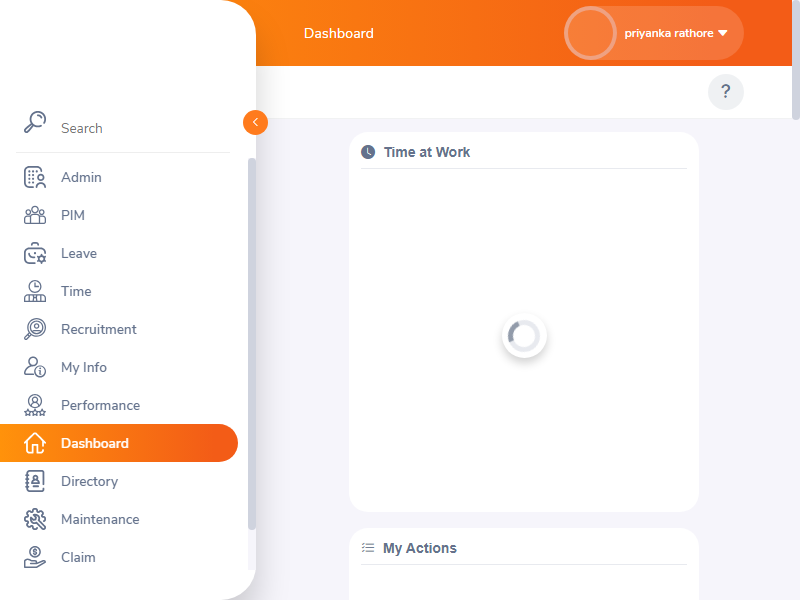 Dashboard
priyanka rathore
?
Search
Admin
PIM
Leave
Time
Recruitment
My Info
Performance
Dashboard
Directory
Maintenance
Claim
Time at Work
My Actions